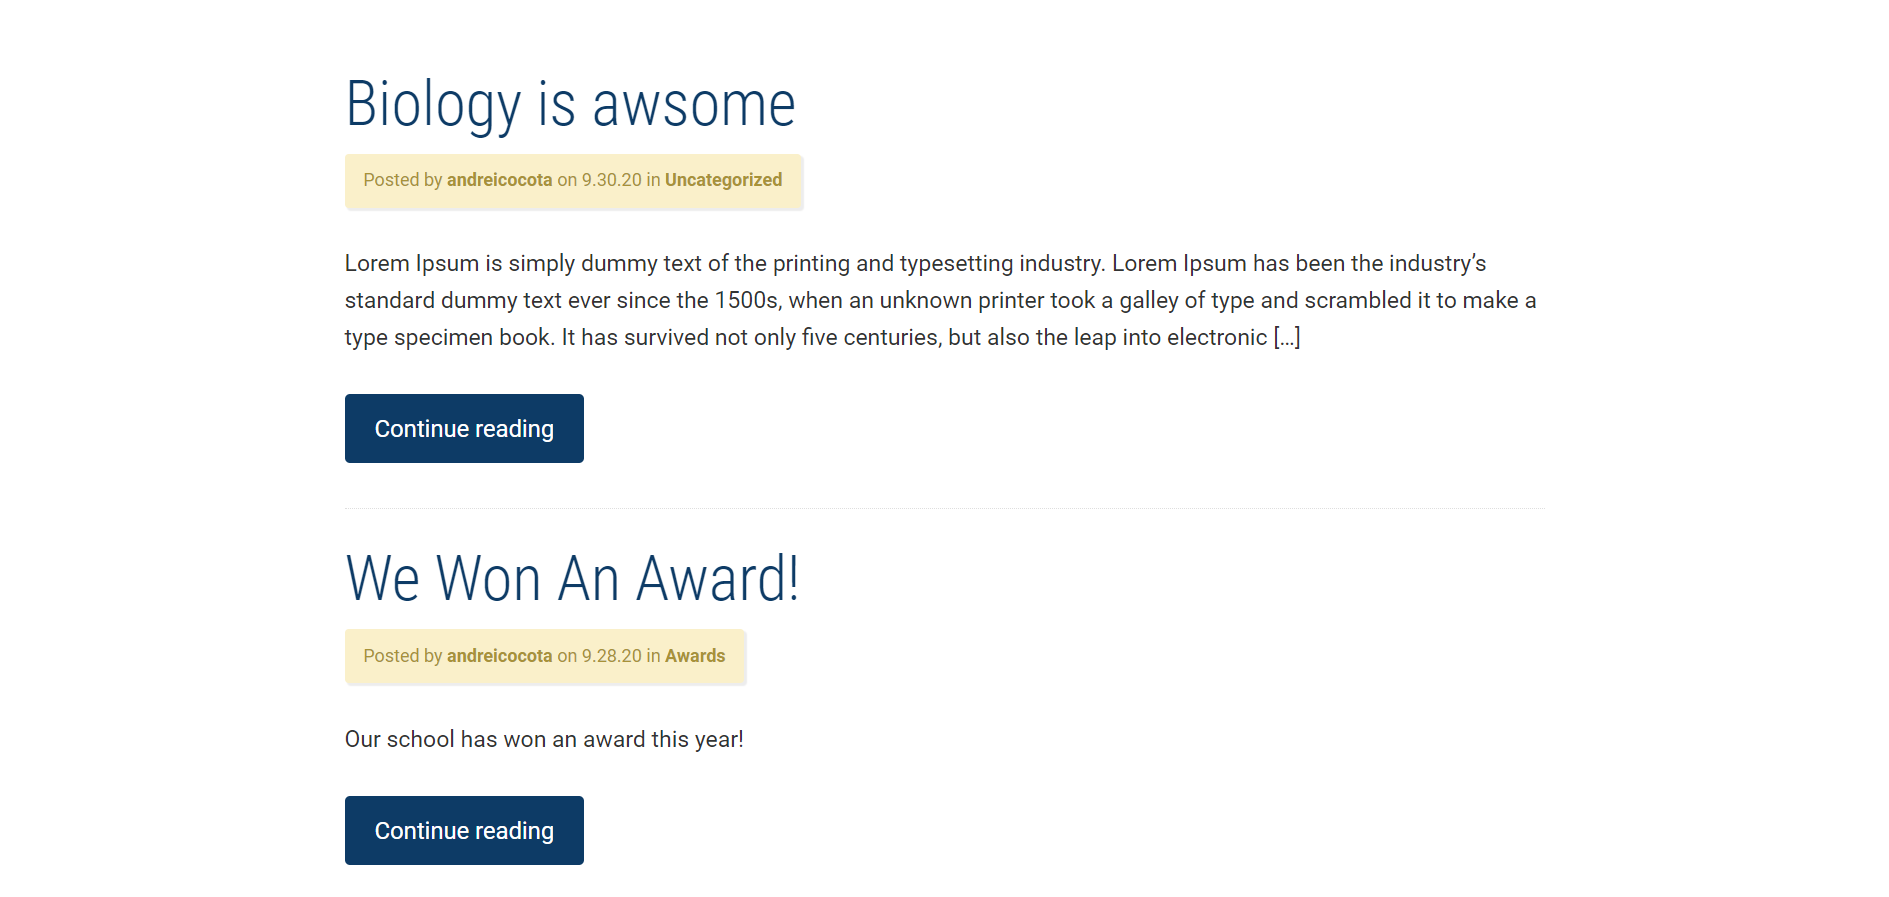 Biology is awsome
Posted by andreicocota on 9.30.20 in Uncategorized
Lorem Ipsum is simply dummy text of the printing and typesetting industry. Lorem Ipsum has been the industry’s
standard dummy text ever since the 1500s, when an unknown printer took a galley of type and scrambled it to make a
type specimen book. It has survived not only five centuries, but also the leap into electronic […]
Continue reading
We Won An Award!
Posted by andreicocota on 9.28.20 in Awards
Our school has won an award this year!
Continue reading